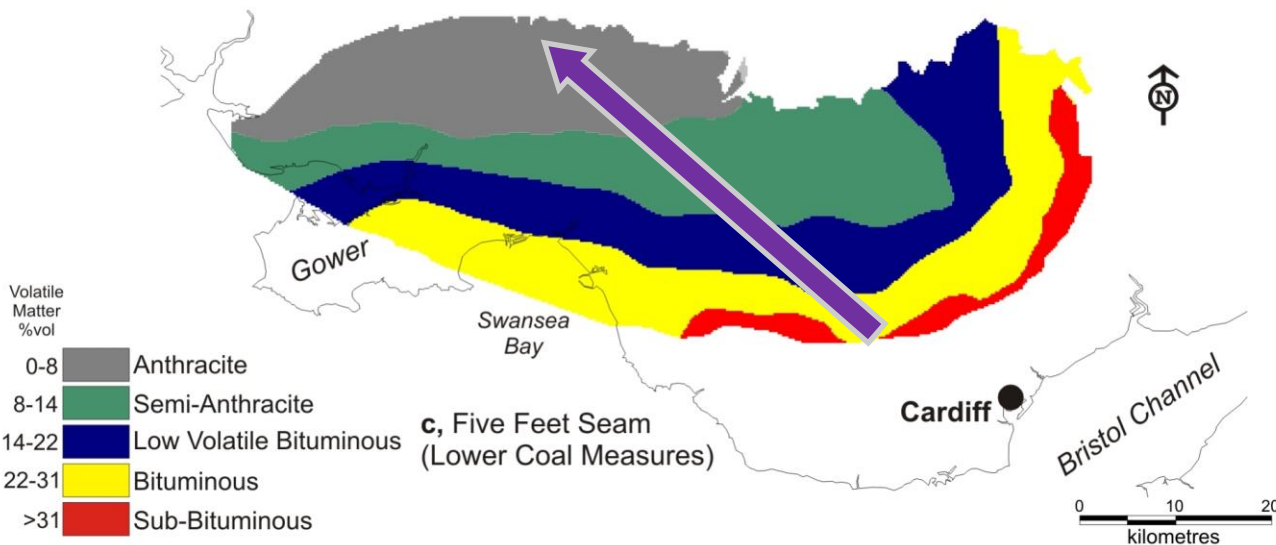 N
Gower
Swansea
Bay
Volatile
Matter
%vol
0-8 Anthracite
8-14 Semi-Anthracite
14-22 Low Volatile Bituminous
22-31 Bituminous
>31 Sub-Bituminous
c, Five Feet Seam
(Lower Coal Measures)
Cardiff
Bristol Channel
0 10 20
kilometres